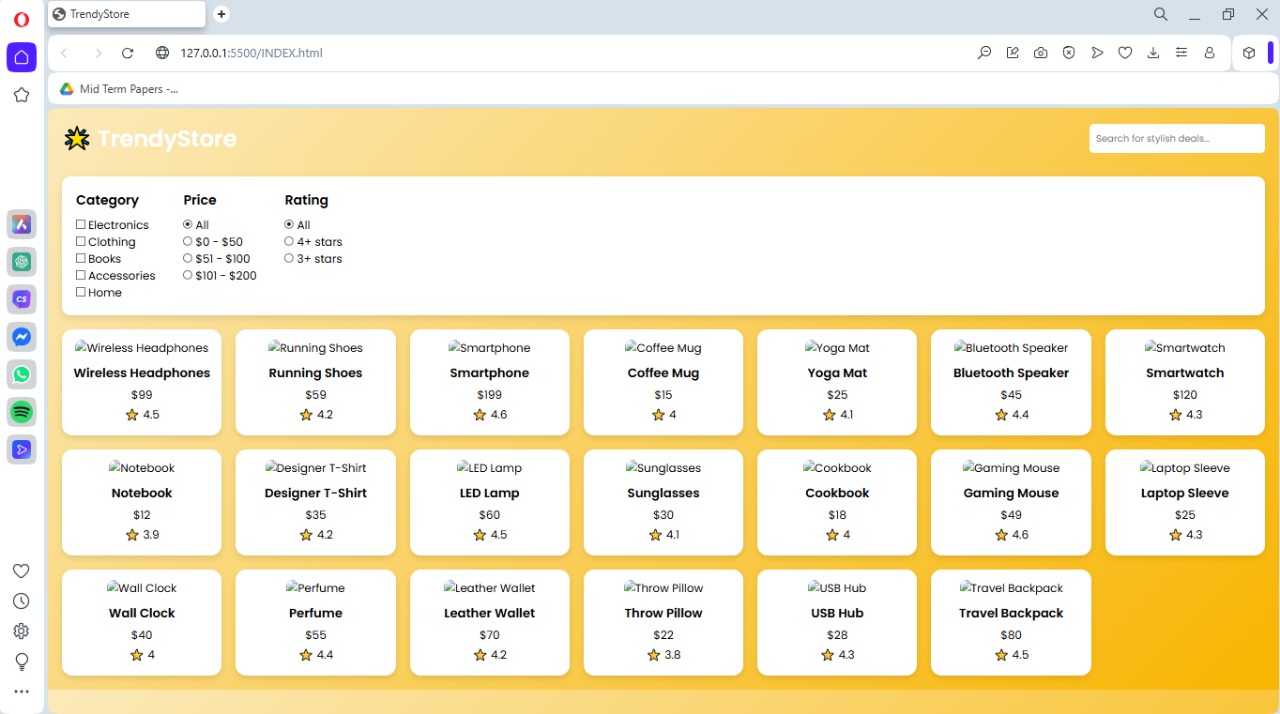 TrendyStore
127.0.0.1:5500/INDEX.html
Mid Term Papers -...
TrendyStore
Search for stylish deals...
Category Price Rating
Electronics All All
Clothing $0 - $50 4+ stars
Books $51 - $100 3+ stars
Accessories $101 - $200
Home
Wireless Headphones Running Shoes Smartphone Coffee Mug Yoga Mat Bluetooth Speaker Smartwatch
Wireless Headphones Running Shoes Smartphone Coffee Mug Yoga Mat Bluetooth Speaker Smartwatch
$99 $59 $199 $15 $25 $45 $120
4.5 4.2 4.6 4 4.1 4.4 4.3
Notebook Designer T-Shirt LED Lamp Sunglasses Cookbook Gaming Mouse Laptop Sleeve
Notebook Designer T-Shirt LED Lamp Sunglasses Cookbook Gaming Mouse Laptop Sleeve
$12 $35 $60 $30 $18 $49 $25
3.9 4.2 4.5 4.1 4 4.6 4.3
Wall Clock Perfume Leather Wallet Throw Pillow USB Hub Travel Backpack
Wall Clock Perfume Leather Wallet Throw Pillow USB Hub Travel Backpack
$40 $55 $70 $22 $28 $80
4 4.4 4.2 3.8 4.3 4.5
CS